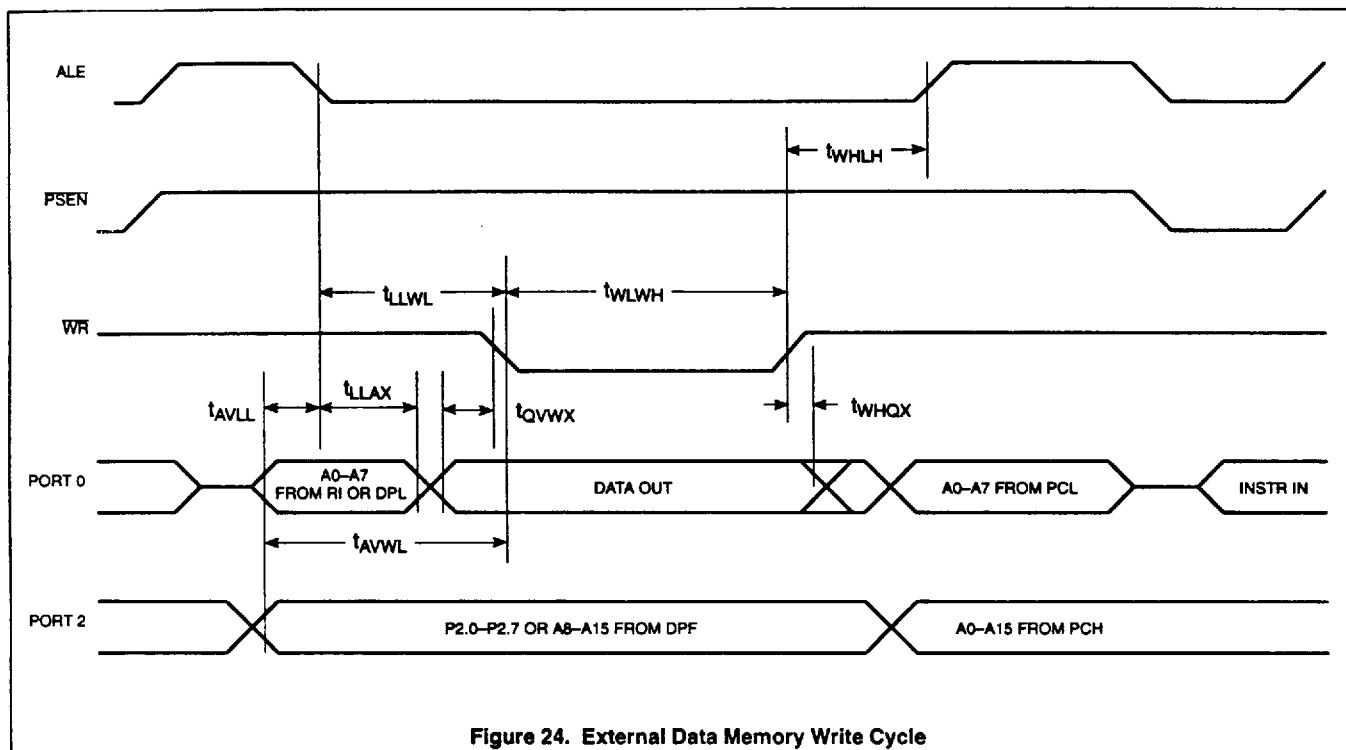 ALE
tWHLH
PSEN
tLLWL
tWLWH
WR
tAVLL
tLLAX
tQVWX
tWHQX
PORT 0
A0–A7
FROM RI OR DPL
DATA OUT
A0–A7 FROM PCL
INSTR IN
tAVWL
PORT 2
P2.0–P2.7 OR A8–A15 FROM DPF
A0–A15 FROM PCH
Figure 24. External Data Memory Write Cycle